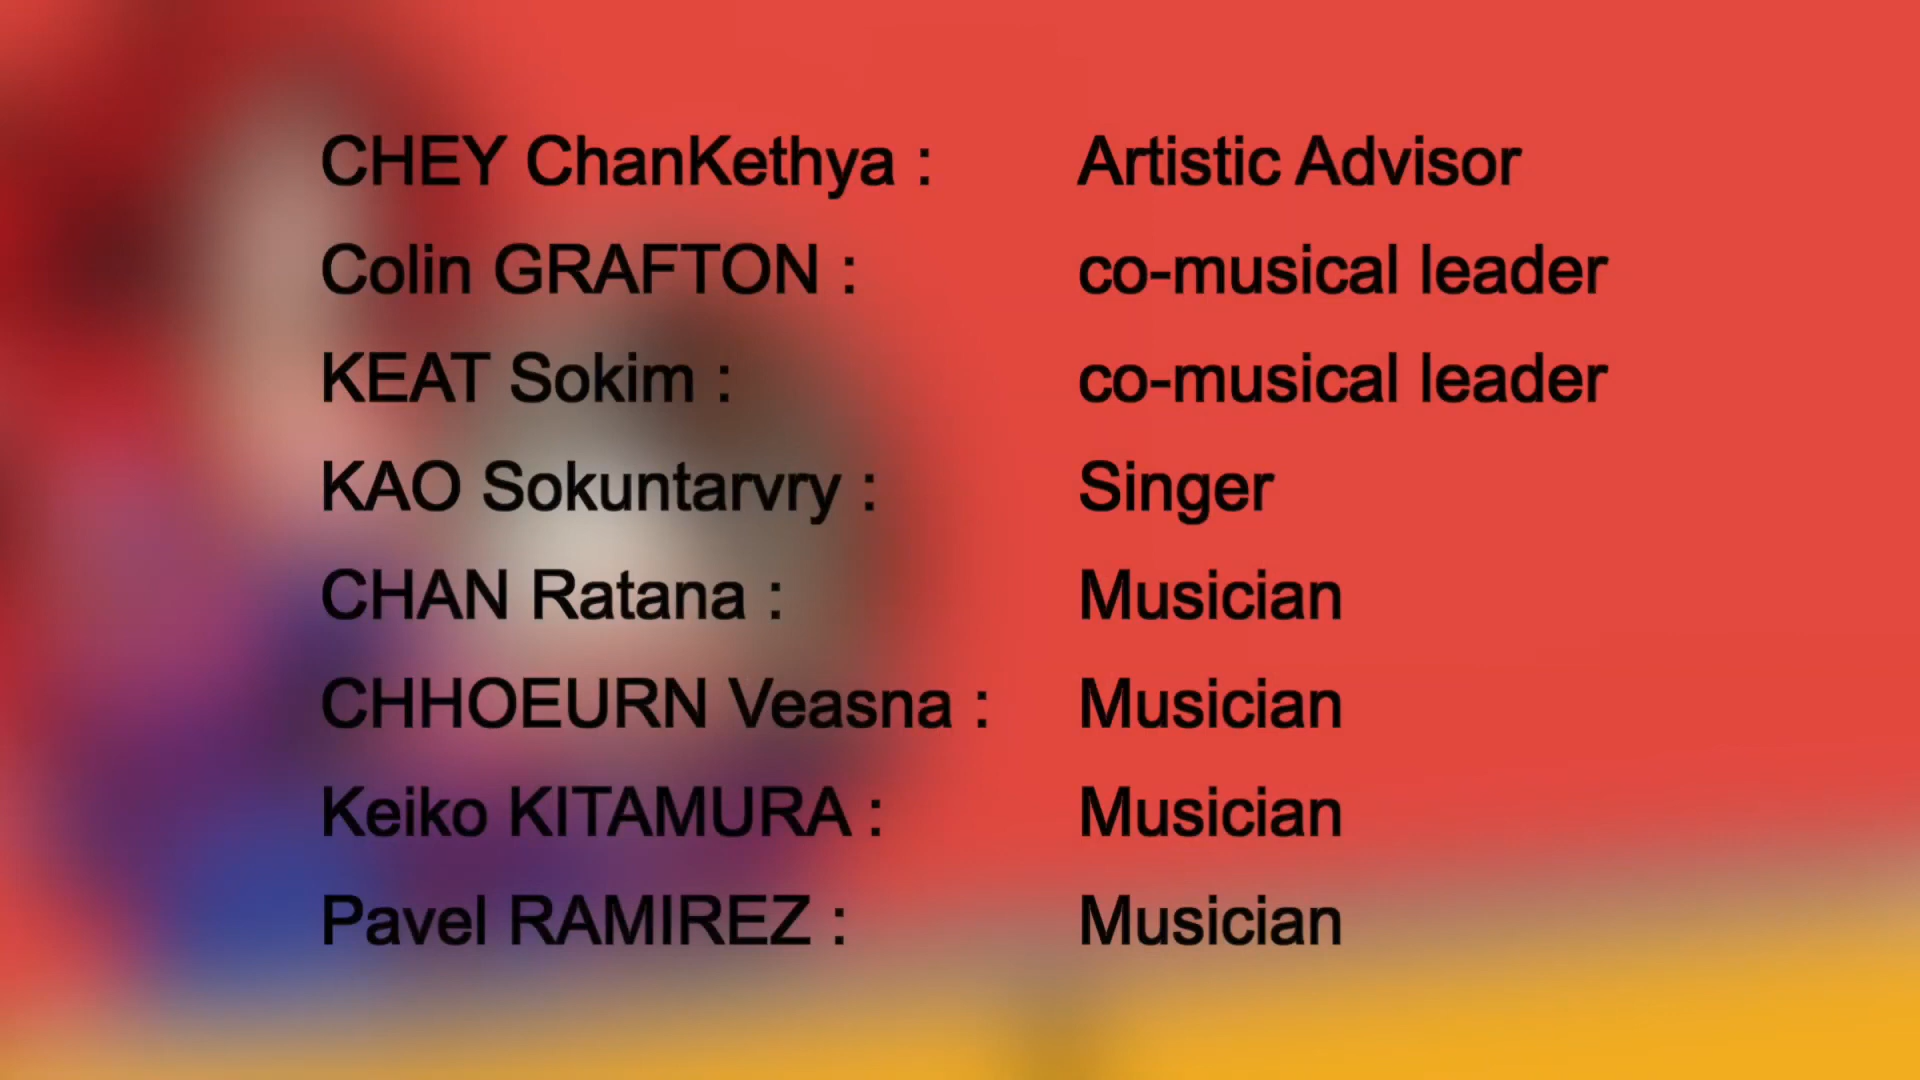 CHEY ChanKethya : Artistic Advisor
Colin GRAFTON : co-musical leader
KEAT Sokim : co-musical leader
KAO Sokuntarvry : Singer
CHAN Ratana : Musician
CHHOEURN Veasna : Musician
Keiko KITAMURA : Musician
Pavel RAMIREZ : Musician